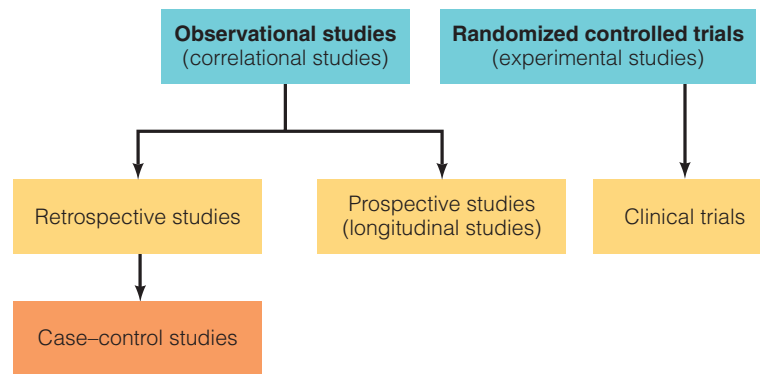 Observational studies
(correlational studies)
Randomized controlled trials
(experimental studies)
Retrospective studies
Prospective studies
(longitudinal studies)
Clinical trials
Case–control studies